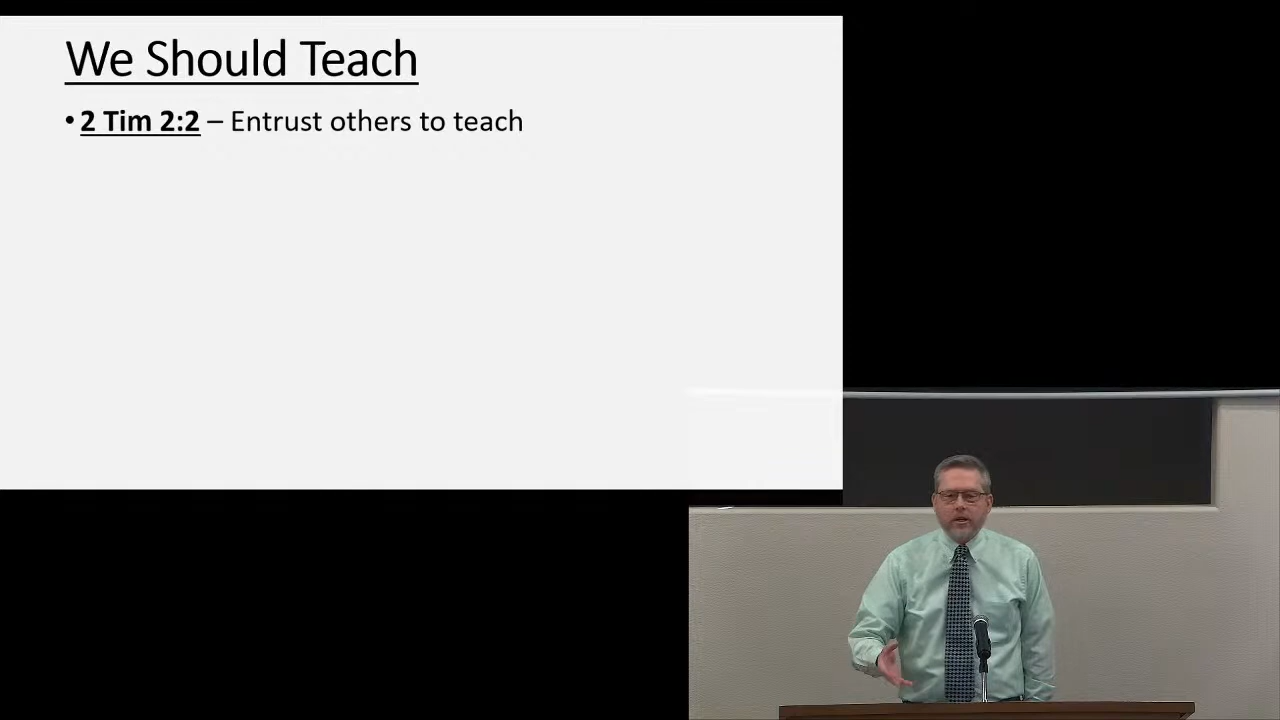 We Should Teach
• 2 Tim 2:2 – Entrust others to teach